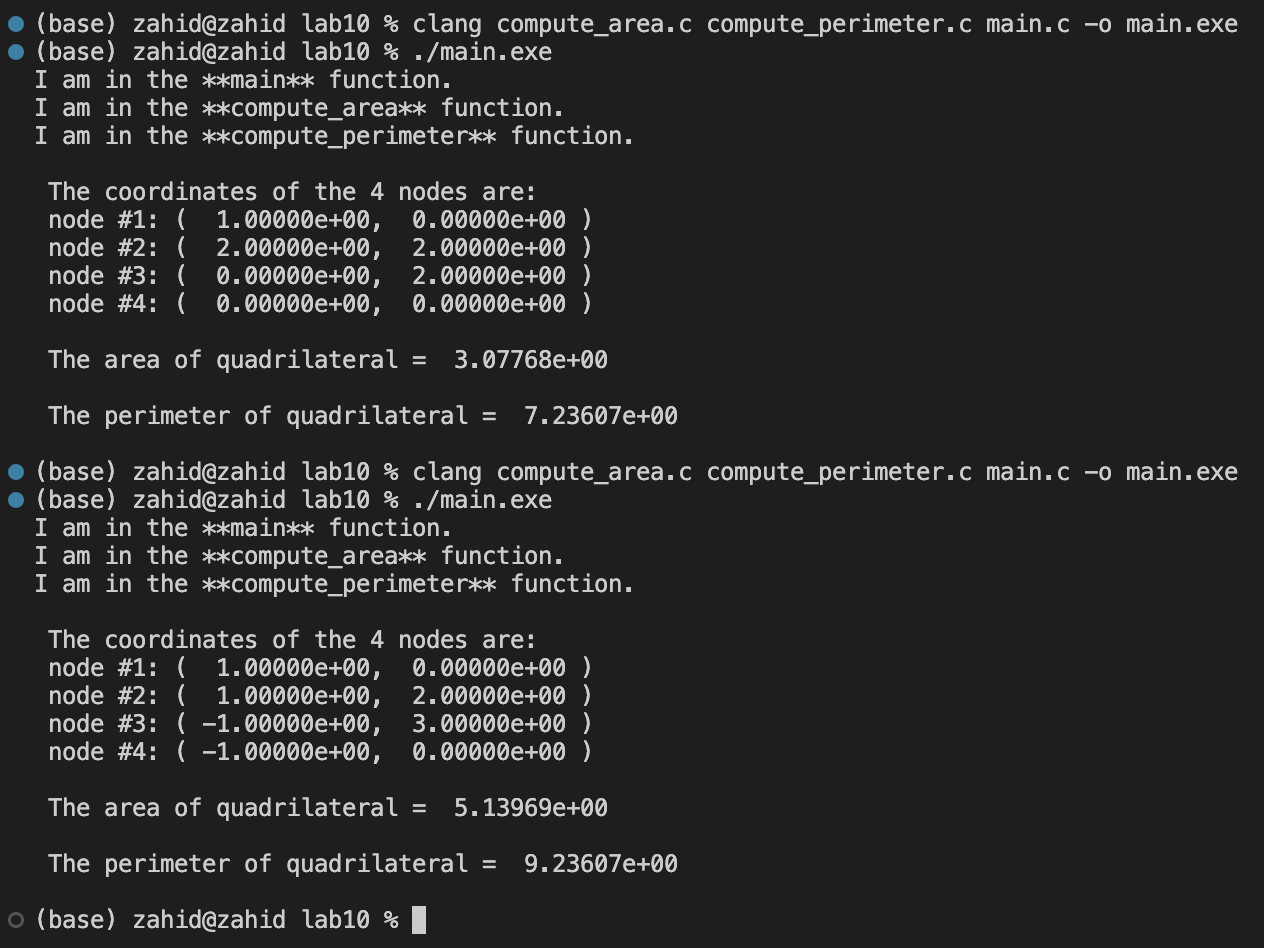 (base) zahid@zahid lab10 % clang compute_area.c compute_perimeter.c main.c -o main.exe
(base) zahid@zahid lab10 % ./main.exe
I am in the **main** function.
I am in the **compute_area** function.
I am in the **compute_perimeter** function.
The coordinates of the 4 nodes are:
node #1: (  1.00000e+00,  0.00000e+00 )
node #2: (  2.00000e+00,  2.00000e+00 )
node #3: (  0.00000e+00,  2.00000e+00 )
node #4: (  0.00000e+00,  0.00000e+00 )
The area of quadrilateral =  3.07768e+00
The perimeter of quadrilateral =  7.23607e+00
(base) zahid@zahid lab10 % clang compute_area.c compute_perimeter.c main.c -o main.exe
(base) zahid@zahid lab10 % ./main.exe
I am in the **main** function.
I am in the **compute_area** function.
I am in the **compute_perimeter** function.
The coordinates of the 4 nodes are:
node #1: (  1.00000e+00,  0.00000e+00 )
node #2: (  1.00000e+00,  2.00000e+00 )
node #3: ( -1.00000e+00,  3.00000e+00 )
node #4: ( -1.00000e+00,  0.00000e+00 )
The area of quadrilateral =  5.13969e+00
The perimeter of quadrilateral =  9.23607e+00
(base) zahid@zahid lab10 %